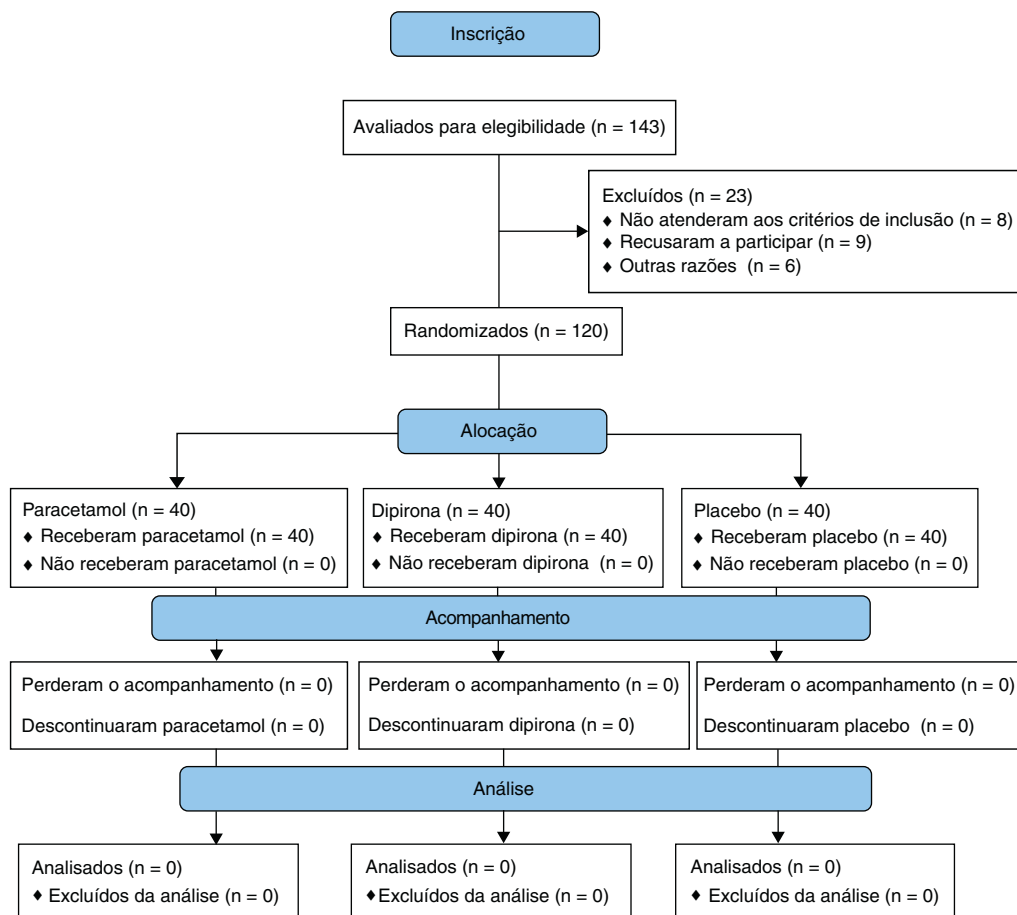 Inscrição
Avaliados para elegibilidade (n = 143)
Excluídos (n = 23)
♦ Não atenderam aos critérios de inclusão (n = 8)
♦ Recusaram a participar (n = 9)
♦ Outras razões (n = 6)
Randomizados (n = 120)
Alocação
Paracetamol (n = 40)
♦ Receberam paracetamol (n = 40)
♦ Não receberam paracetamol (n = 0)
Dipirona (n = 40)
♦ Receberam dipirona (n = 40)
♦ Não receberam dipirona (n = 0)
Placebo (n = 40)
♦ Receberam placebo (n = 40)
♦ Não receberam placebo (n = 0)
Acompanhamento
Perderam o acompanhamento (n = 0)
Descontinuaram paracetamol (n = 0)
Perderam o acompanhamento (n = 0)
Descontinuaram dipirona (n = 0)
Perderam o acompanhamento (n = 0)
Descontinuaram placebo (n = 0)
Análise
Analisados (n = 0)
♦ Excluídos da análise (n = 0)
Analisados (n = 0)
♦Excluídos da análise (n = 0)
Analisados (n = 0)
♦ Excluídos da análise (n = 0)